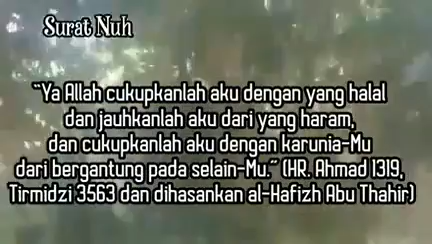 Surat Nuh
"Ya Allah cukupkanlah aku dengan yang halal
dan jauhkanlah aku dari yang haram,
dan cukupkanlah aku dengan karunia-Mu
dari bergantung pada selain-Mu." (HR. Ahmad 1319,
Tirmidzi 3563 dan dihasankan al-Hafizh Abu Thahir)